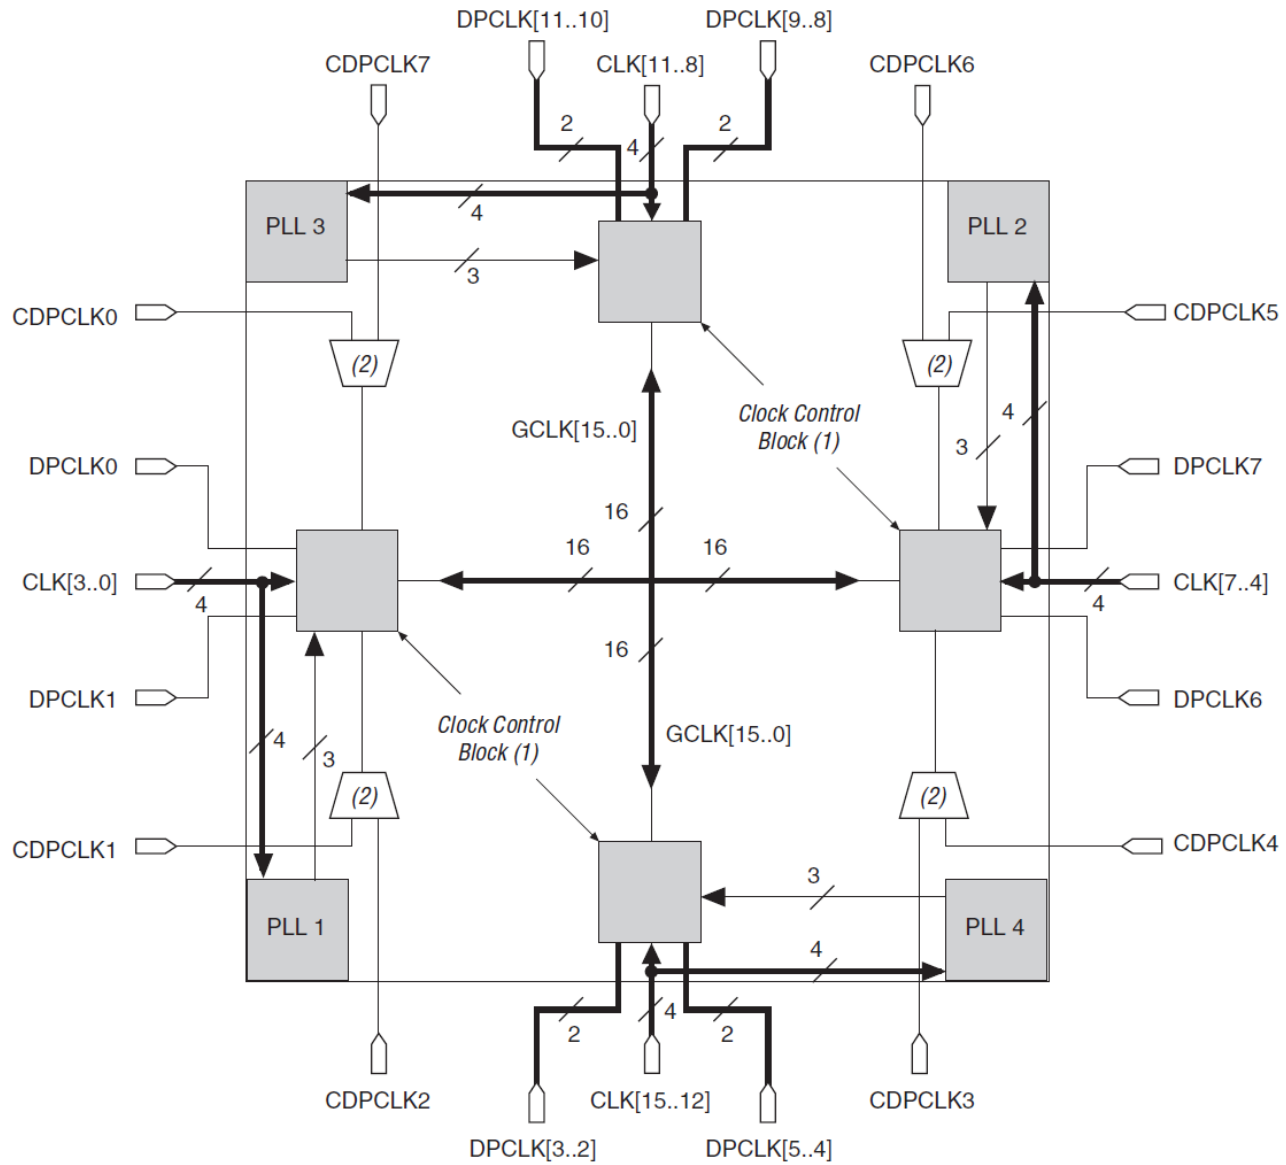 DPCLK[11..10]
DPCLK[9..8]
CDPCLK7
CLK[11..8]
CDPCLK6
2
4
2
PLL 3
4
PLL 2
3
CDPCLK0
CDPCLK5
(2)
(2)
Clock Control
Block (1)
GCLK[15..0]
4
3
DPCLK0
DPCLK7
16
16
16
CLK[3..0]
4
CLK[7..4]
4
16
DPCLK1
DPCLK6
Clock Control
Block (1)
GCLK[15..0]
4
3
(2)
(2)
CDPCLK1
CDPCLK4
3
PLL 1
PLL 4
4
2
4
2
CDPCLK2
CLK[15..12]
CDPCLK3
DPCLK[3..2]
DPCLK[5..4]